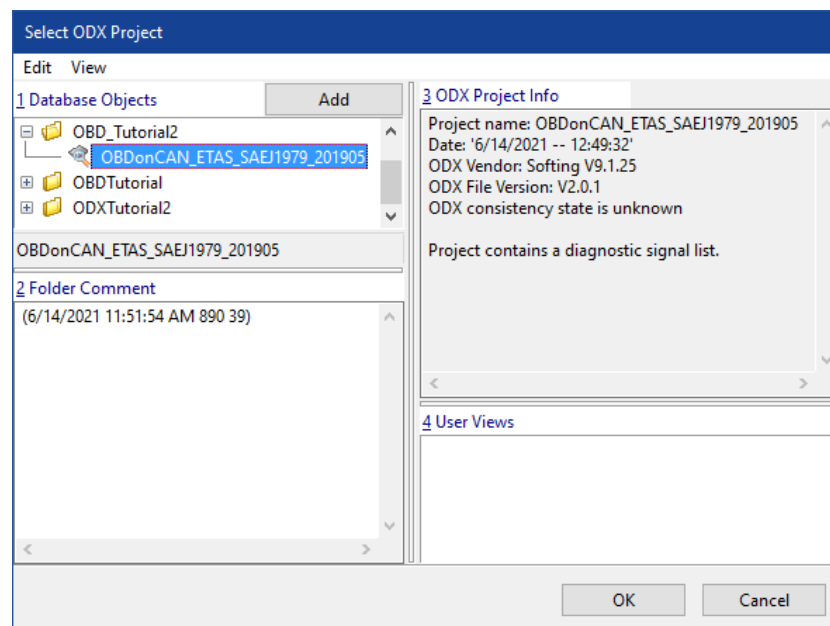 Select ODX Project
Edit View
1 Database Objects
Add
OBD_Tutorial2
OBDonCAN_ETAS_SAEJ1979_201905
OBDTutorial
ODXTutorial2
OBDonCAN_ETAS_SAEJ1979_201905
2 Folder Comment
(6/14/2021 11:51:54 AM 890 39)
3 ODX Project Info
Project name: OBDonCAN_ETAS_SAEJ1979_201905
Date: '6/14/2021 -- 12:49:32'
ODX Vendor: Softing V9.1.25
ODX File Version: V2.0.1
ODX consistency state is unknown
Project contains a diagnostic signal list.
4 User Views
OK
Cancel